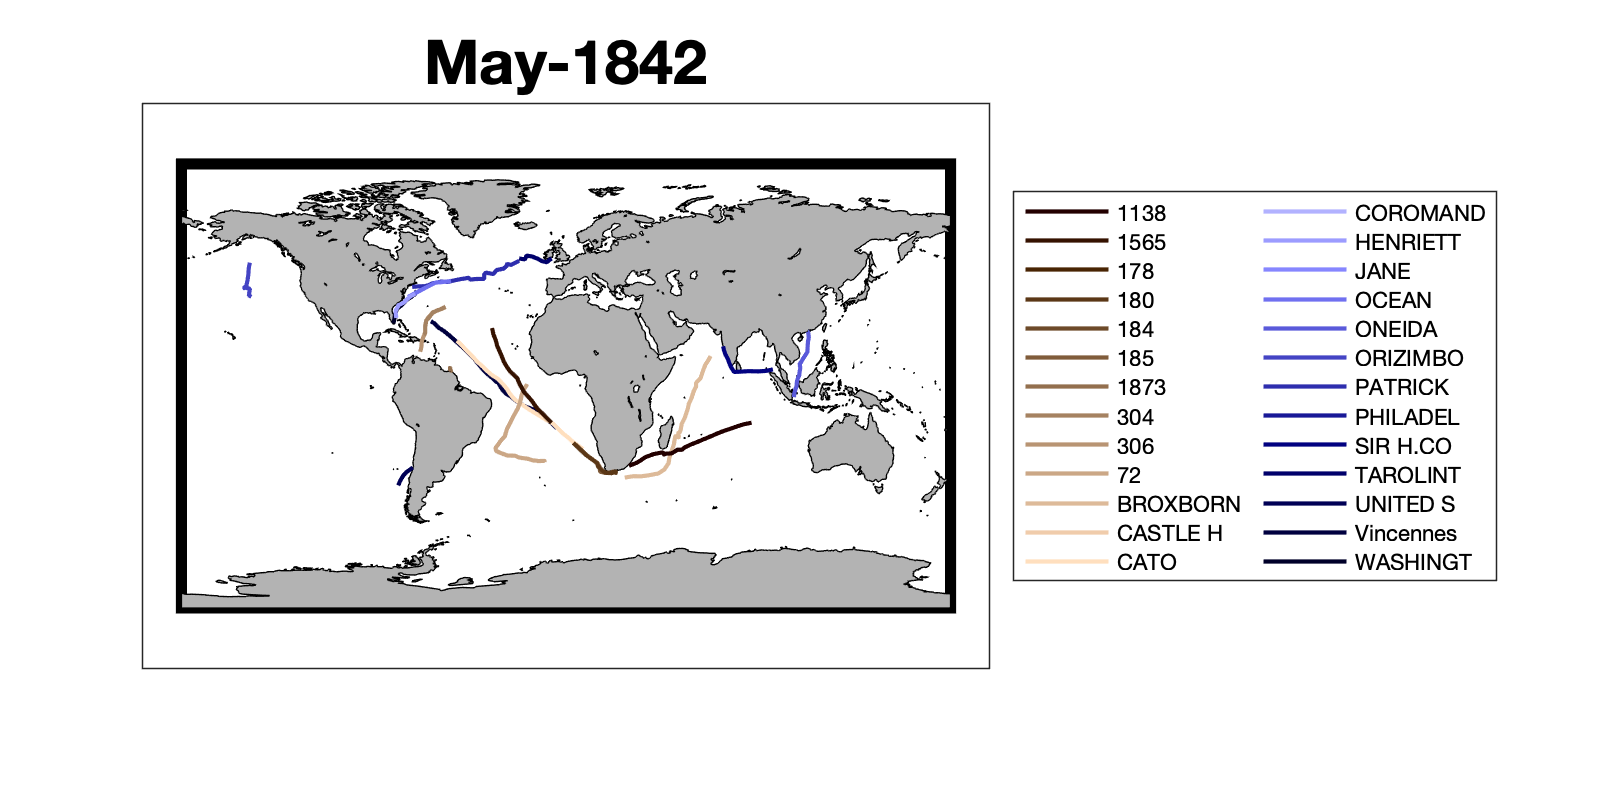 May-1842
1138
1565
178
180
184
185
1873
304
306
72
BROXBORN
CASTLE H
CATO
COROMAND
HENRIETT
JANE
OCEAN
ONEIDA
ORIZIMBO
PATRICK
PHILADEL
SIR H.CO
TAROLINT
UNITED S
Vincennes
WASHINGT